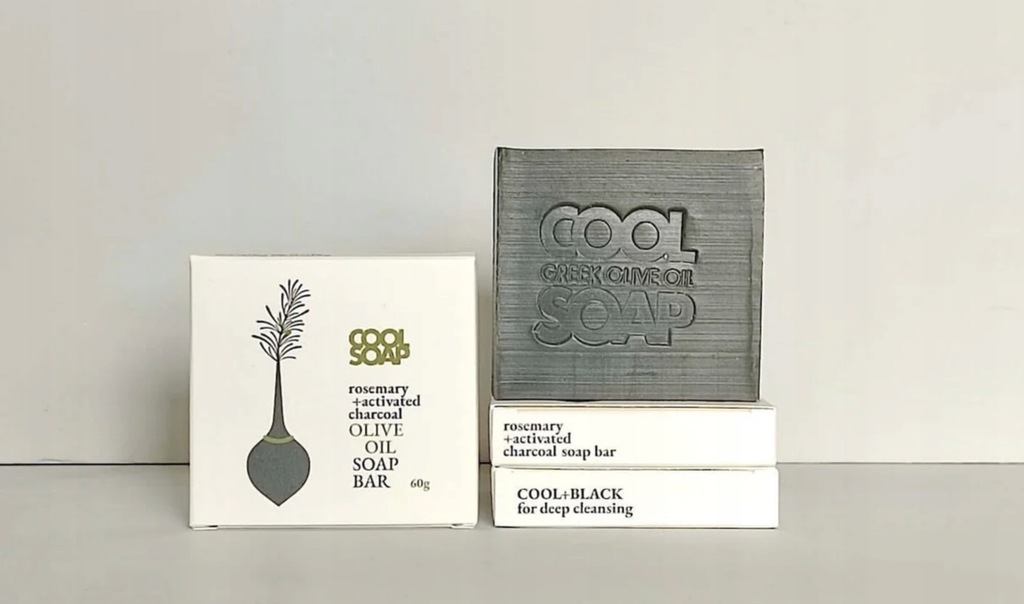 COOL
SOAP
rosemary
+activated
charcoal
OLIVE
OIL
SOAP
BAR 60g
COOL
GREEK OLIVE OIL
SOAP
rosemary
+activated
charcoal soap bar
COOL+BLACK
for deep cleansing